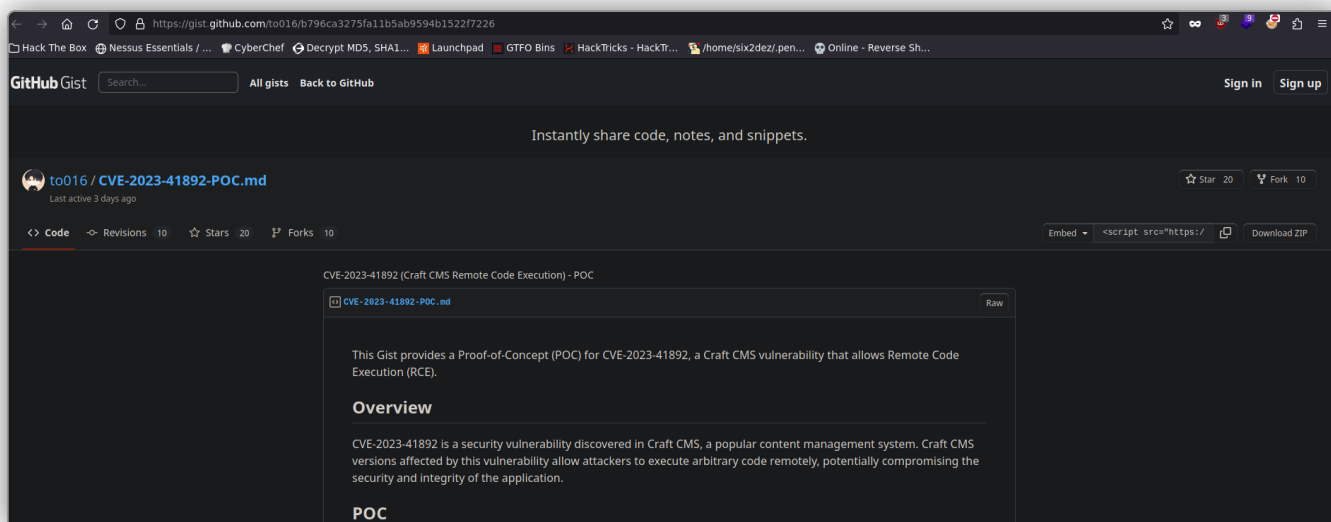 https://gist.github.com/to016/b796ca3275fa11b5ab9594b1522f7226
3 9
Hack The Box Nessus Essentials / ... CyberChef Decrypt MD5, SHA1... Launchpad GTFO Bins HackTricks - HackTr... /home/six2dez/.pen... Online - Reverse Sh...
GitHub Gist Search... All gists Back to GitHub Sign in Sign up
Instantly share code, notes, and snippets.
to016 / CVE-2023-41892-POC.md Star 20 Fork 10
Last active 3 days ago
<> Code Revisions 10 Stars 20 Forks 10 Embed <script src="https:/ Download ZIP
CVE-2023-41892 (Craft CMS Remote Code Execution) - POC
CVE-2023-41892-POC.md Raw
This Gist provides a Proof-of-Concept (POC) for CVE-2023-41892, a Craft CMS vulnerability that allows Remote Code
Execution (RCE).
Overview
CVE-2023-41892 is a security vulnerability discovered in Craft CMS, a popular content management system. Craft CMS
versions affected by this vulnerability allow attackers to execute arbitrary code remotely, potentially compromising the
security and integrity of the application.
POC